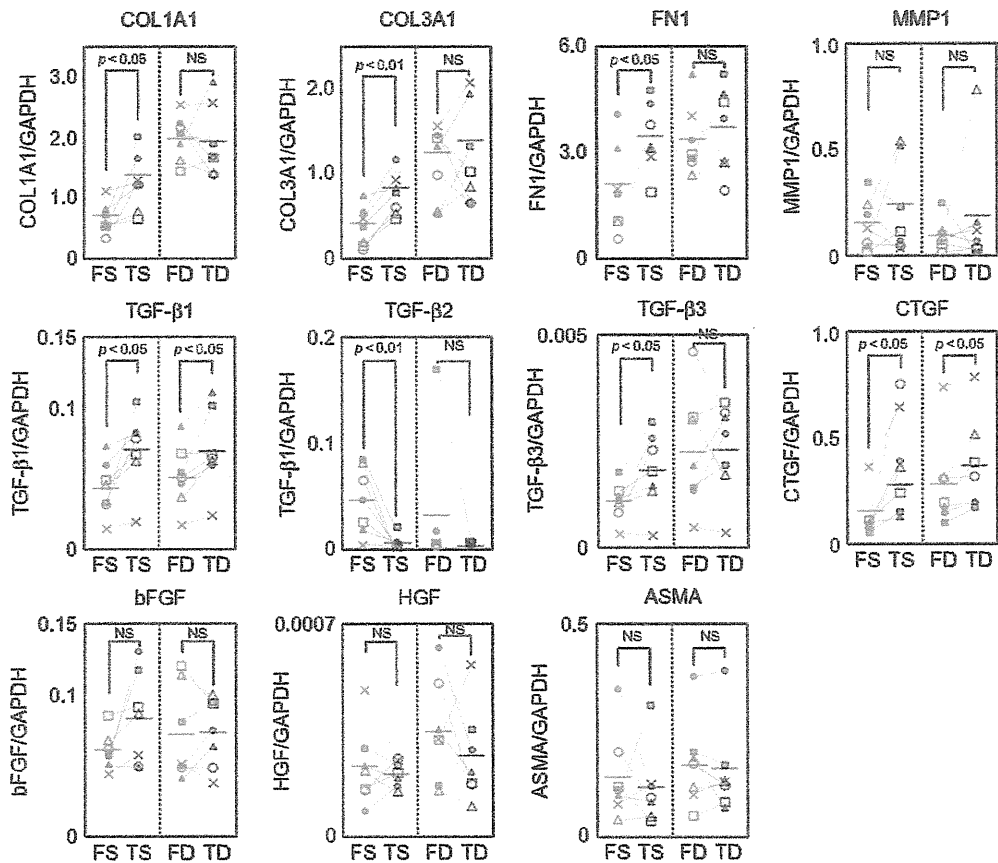 COL1A1
COL1A1/GAPDH
3.0
2.0
1.0
0.0
p<0.05
NS
FS TS FD TD
COL3A1
COL3A1/GAPDH
2.0
1.0
0.0
p<0.01
NS
FS TS FD TD
FN1
FN1/GAPDH
6.0
3.0
0.0
p<0.05
NS
FS TS FD TD
MMP1
MMP1/GAPDH
1.0
0.5
0
NS
NS
FS TS FD TD
TGF-β1
TGF-β1/GAPDH
0.15
0.1
0
p<0.05
p<0.05
FS TS FD TD
TGF-β2
TGF-β1/GAPDH
0.2
0.1
0
p<0.01
NS
FS TS FD TD
TGF-β3
TGF-β3/GAPDH
0.005
0
p<0.05
NS
FS TS FD TD
CTGF
CTGF/GAPDH
1.0
0.5
0
p<0.05
p<0.05
FS TS FD TD
bFGF
bFGF/GAPDH
0.15
0.1
0
NS
NS
FS TS FD TD
HGF
HGF/GAPDH
0.0007
0
NS
NS
FS TS FD TD
ASMA
ASMA/GAPDH
0.5
0
NS
NS
FS TS FD TD